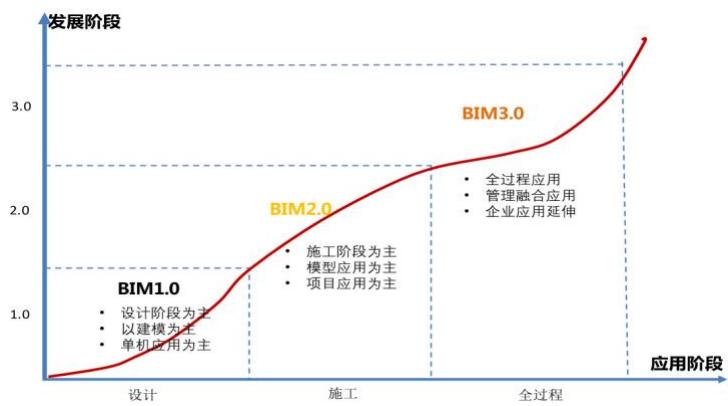 发展阶段
3.0
BIM3.0
• 全过程应用
• 管理融合应用
• 企业应用延伸
2.0
BIM2.0
• 施工阶段为主
• 模型应用为主
• 项目应用为主
BIM1.0
1.0
• 设计阶段为主
• 以建模为主
• 单机应用为主
应用阶段
设计
施工
全过程